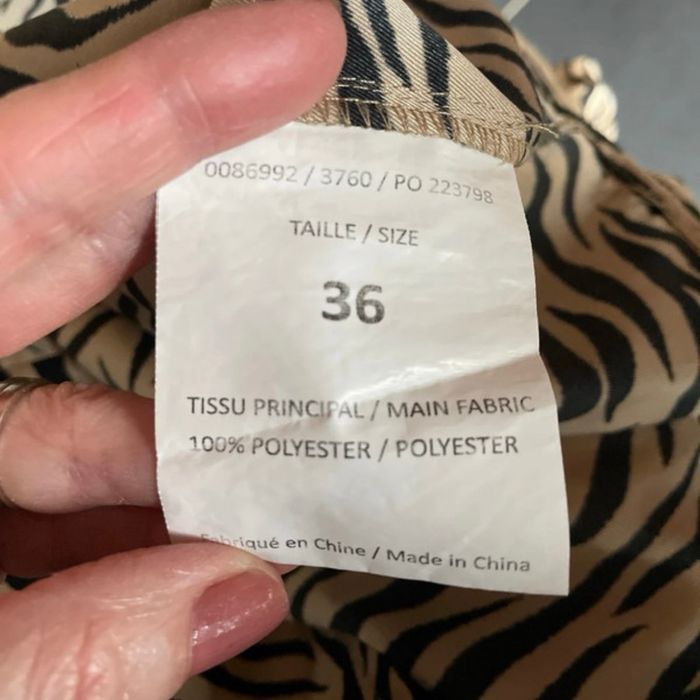 0086992 / 3760 / PO 223798
TAILLE / SIZE
36
TISSU PRINCIPAL / MAIN FABRIC
100% POLYESTER / POLYESTER
Fabriqué en Chine / Made in China